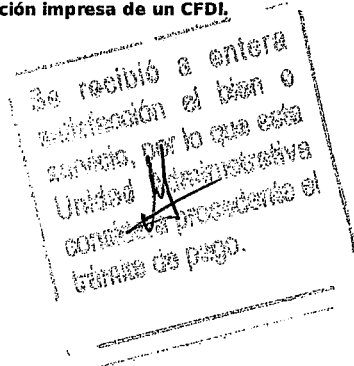 ción impresa de un CFDI.
Se recibió a entera
satisfacción el bien o
servicio, por lo que esta
Unidad Administrativa
considera procedente el
trámite de pago.